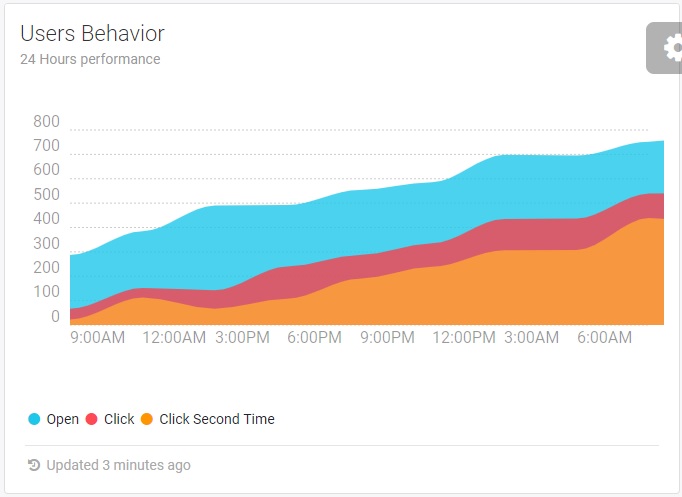 Users Behavior
24 Hours performance
800
700
600
500
400
300
200
100
0
9:00AM 12:00AM 3:00PM 6:00PM 9:00PM 12:00PM 3:00AM 6:00AM
Open Click Click Second Time
Updated 3 minutes ago